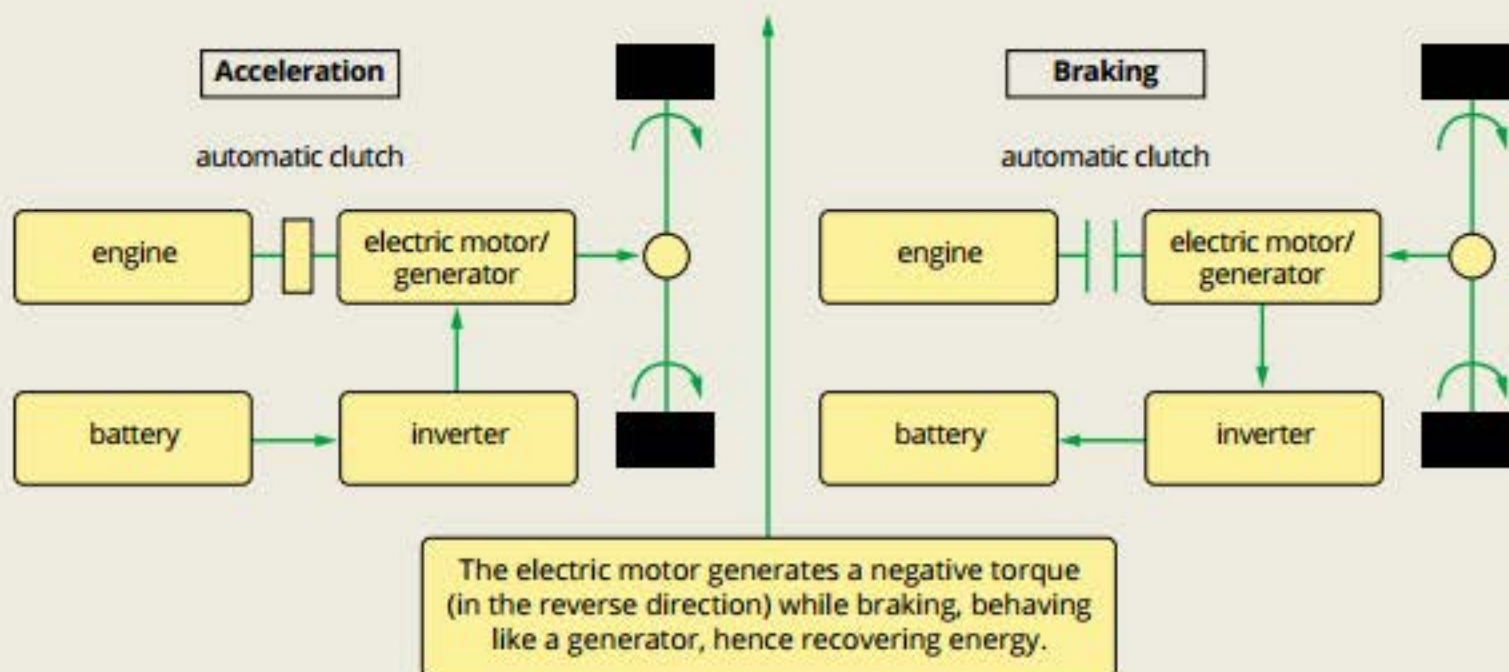 Acceleration
automatic clutch
engine
electric motor/
generator
battery
inverter
Braking
automatic clutch
engine
electric motor/
generator
battery
inverter
The electric motor generates a negative torque
(in the reverse direction) while braking, behaving
like a generator, hence recovering energy.